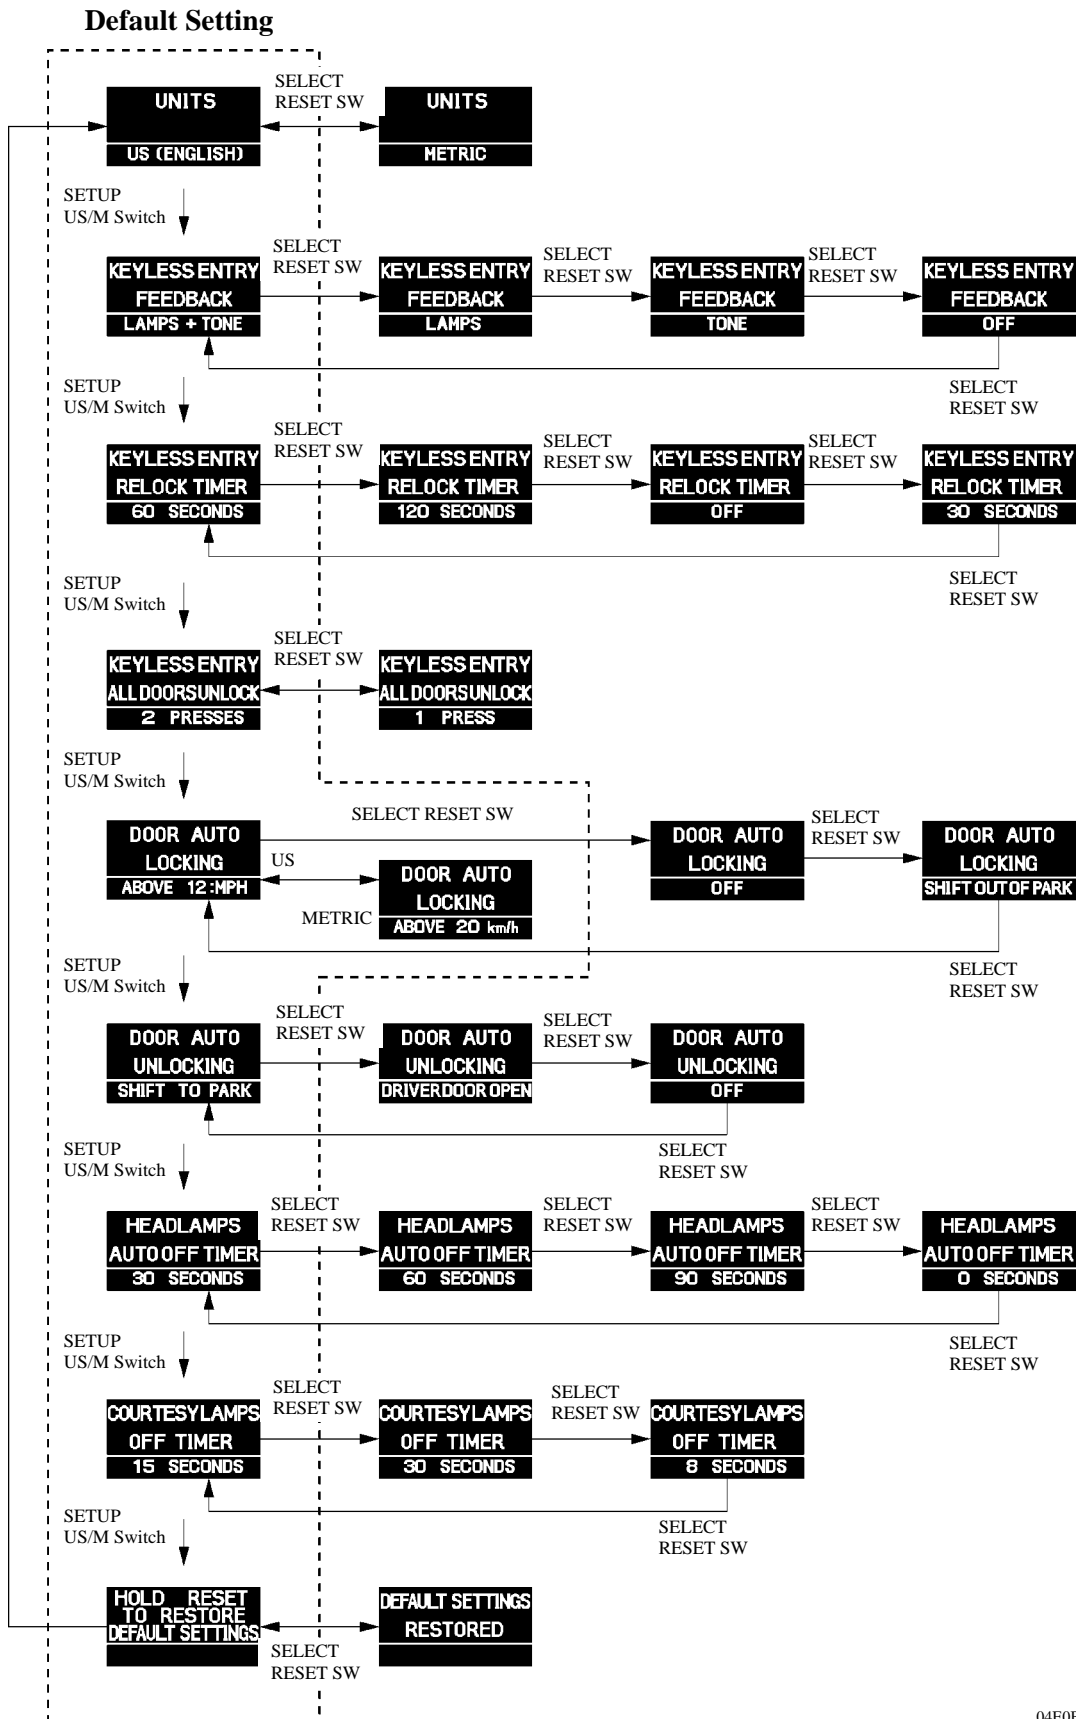 Default Setting
SELECT
RESET SW
UNITS
US (ENGLISH)
UNITS
METRIC
SETUP
US/M Switch
SELECT
RESET SW
SELECT
RESET SW
SELECT
RESET SW
KEYLESS ENTRY
FEEDBACK
LAMPS + TONE
KEYLESS ENTRY
FEEDBACK
LAMPS
KEYLESS ENTRY
FEEDBACK
TONE
KEYLESS ENTRY
FEEDBACK
OFF
SETUP
US/M Switch
SELECT
RESET SW
SELECT
RESET SW
SELECT
RESET SW
SELECT
RESET SW
KEYLESS ENTRY
RELOCK TIMER
60 SECONDS
KEYLESS ENTRY
RELOCK TIMER
120 SECONDS
KEYLESS ENTRY
RELOCK TIMER
OFF
KEYLESS ENTRY
RELOCK TIMER
30 SECONDS
SETUP
US/M Switch
SELECT
RESET SW
SELECT
RESET SW
KEYLESS ENTRY
ALL DOORS UNLOCK
2 PRESSES
KEYLESS ENTRY
ALL DOORS UNLOCK
1 PRESS
SETUP
US/M Switch
SELECT RESET SW
SELECT
RESET SW
DOOR AUTO
LOCKING
ABOVE 12:MPH
US
METRIC
DOOR AUTO
LOCKING
ABOVE 20 km/h
DOOR AUTO
LOCKING
OFF
DOOR AUTO
LOCKING
SHIFT OUT OF PARK
SETUP
US/M Switch
SELECT
RESET SW
SELECT
RESET SW
SELECT
RESET SW
DOOR AUTO
UNLOCKING
SHIFT TO PARK
DOOR AUTO
UNLOCKING
DRIVER DOOR OPEN
DOOR AUTO
UNLOCKING
OFF
SETUP
US/M Switch
SELECT
RESET SW
SELECT
RESET SW
SELECT
RESET SW
SELECT
RESET SW
HEADLAMPS
AUTO OFF TIMER
30 SECONDS
HEADLAMPS
AUTO OFF TIMER
60 SECONDS
HEADLAMPS
AUTO OFF TIMER
90 SECONDS
HEADLAMPS
AUTO OFF TIMER
0 SECONDS
SETUP
US/M Switch
SELECT
RESET SW
SELECT
RESET SW
SELECT
RESET SW
COURTESY LAMPS
OFF TIMER
15 SECONDS
COURTESY LAMPS
OFF TIMER
30 SECONDS
COURTESY LAMPS
OFF TIMER
8 SECONDS
SETUP
US/M Switch
SELECT
RESET SW
HOLD RESET
TO RESTORE
DEFAULT SETTINGS
DEFAULT SETTINGS
RESTORED
SELECT
RESET SW